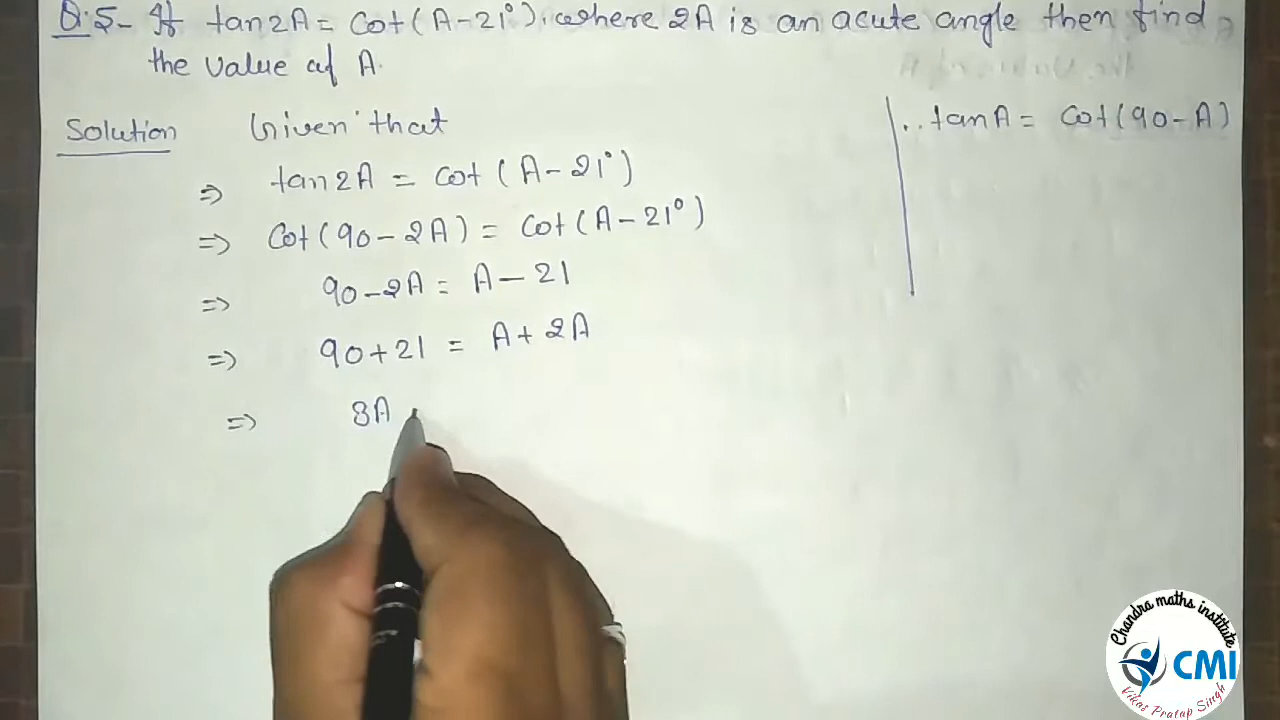 Q.5- If tan2A = Cot(A-21°), where 2A is an acute angle then find
the value of A.
Solution Given that
∴ tanA = Cot(90-A)
⇒ tan2A = Cot (A-21°)
⇒ Cot(90-2A) = Cot(A-21°)
⇒ 90-2A = A-21
⇒ 90+21 = A+2A
⇒ 3A
Chandra maths institute
CMI
Vikas Pratap Singh